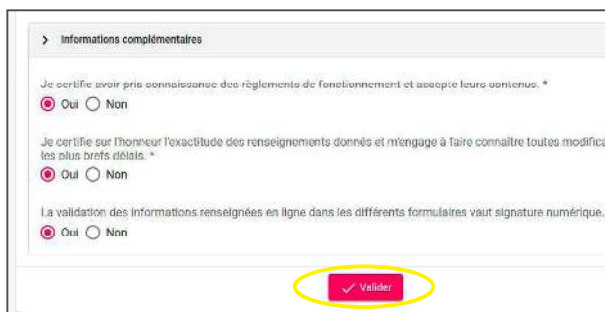 Informations complémentaires
Je certifie avoir pris connaissance des règlements de fonctionnement et accepte leurs contenus. *
Oui Non
Je certifie sur l'honneur l'exactitude des renseignements donnés et m'engage à faire connaître toutes modifica
les plus brefs délais. *
Oui Non
La validation des informations renseignées en ligne dans les différents formulaires vaut signature numérique.
Oui Non
Valider